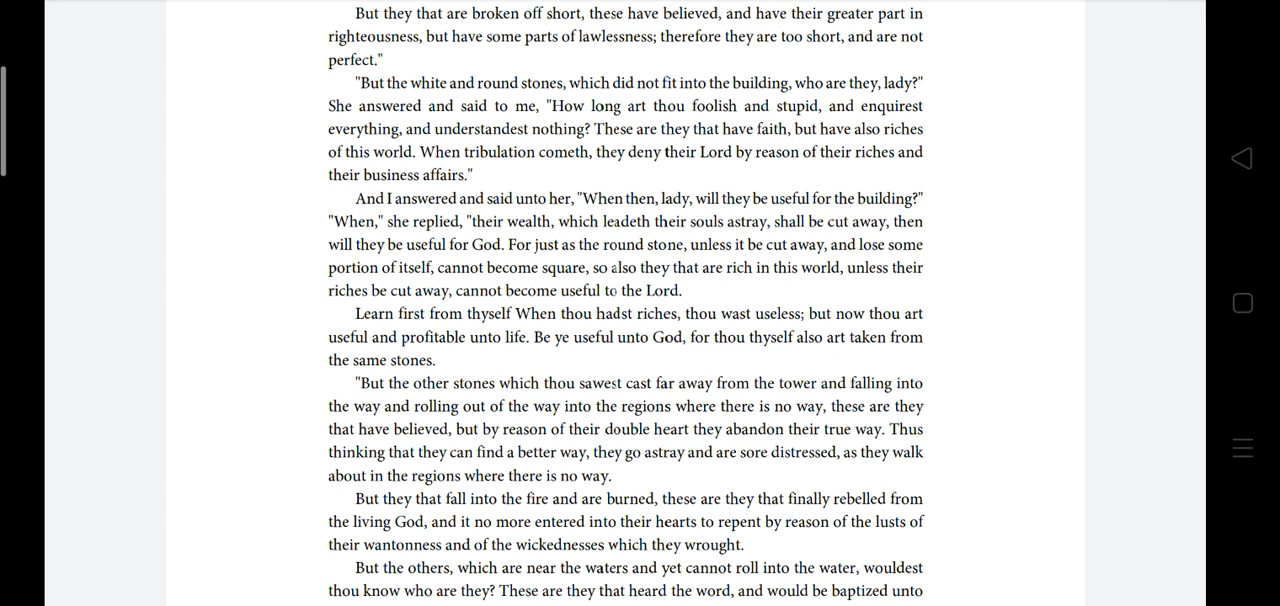 But they that are broken off short, these have believed, and have their greater part in
righteousness, but have some parts of lawlessness; therefore they are too short, and are not
perfect."
"But the white and round stones, which did not fit into the building, who are they, lady?"
She answered and said to me, "How long art thou foolish and stupid, and enquirest
everything, and understandest nothing? These are they that have faith, but have also riches
of this world. When tribulation cometh, they deny their Lord by reason of their riches and
their business affairs."
And I answered and said unto her, "When then, lady, will they be useful for the building?"
"When," she replied, "their wealth, which leadeth their souls astray, shall be cut away, then
will they be useful for God. For just as the round stone, unless it be cut away, and lose some
portion of itself, cannot become square, so also they that are rich in this world, unless their
riches be cut away, cannot become useful to the Lord.
Learn first from thyself When thou hadst riches, thou wast useless; but now thou art
useful and profitable unto life. Be ye useful unto God, for thou thyself also art taken from
the same stones.
"But the other stones which thou sawest cast far away from the tower and falling into
the way and rolling out of the way into the regions where there is no way, these are they
that have believed, but by reason of their double heart they abandon their true way. Thus
thinking that they can find a better way, they go astray and are sore distressed, as they walk
about in the regions where there is no way.
But they that fall into the fire and are burned, these are they that finally rebelled from
the living God, and it no more entered into their hearts to repent by reason of the lusts of
their wantonness and of the wickednesses which they wrought.
But the others, which are near the waters and yet cannot roll into the water, wouldest
thou know who are they? These are they that heard the word, and would be baptized unto